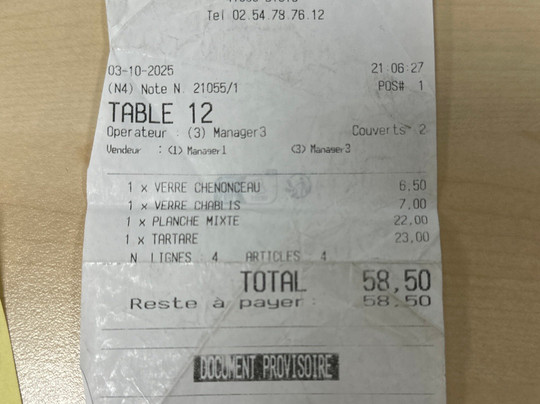 Tel 02.54.78.76.12
03-10-2025 21:06:27
(N4) Note N. 21055/1 POS# 1
TABLE 12
Operateur : (3) Manager3 Couverts 2
Vendeur : (1) Manager1 (3) Manager3
1 x VERRE CHENONCEAU 6,50
1 x VERRE CHABLIS 7,00
1 x PLANCHE MIXTE 22,00
1 x TARTARE 23,00
N LIGNES : 4 ARTICLES 4
TOTAL 58,50
Reste à payer : 58,50
DOCUMENT PROVISOIRE